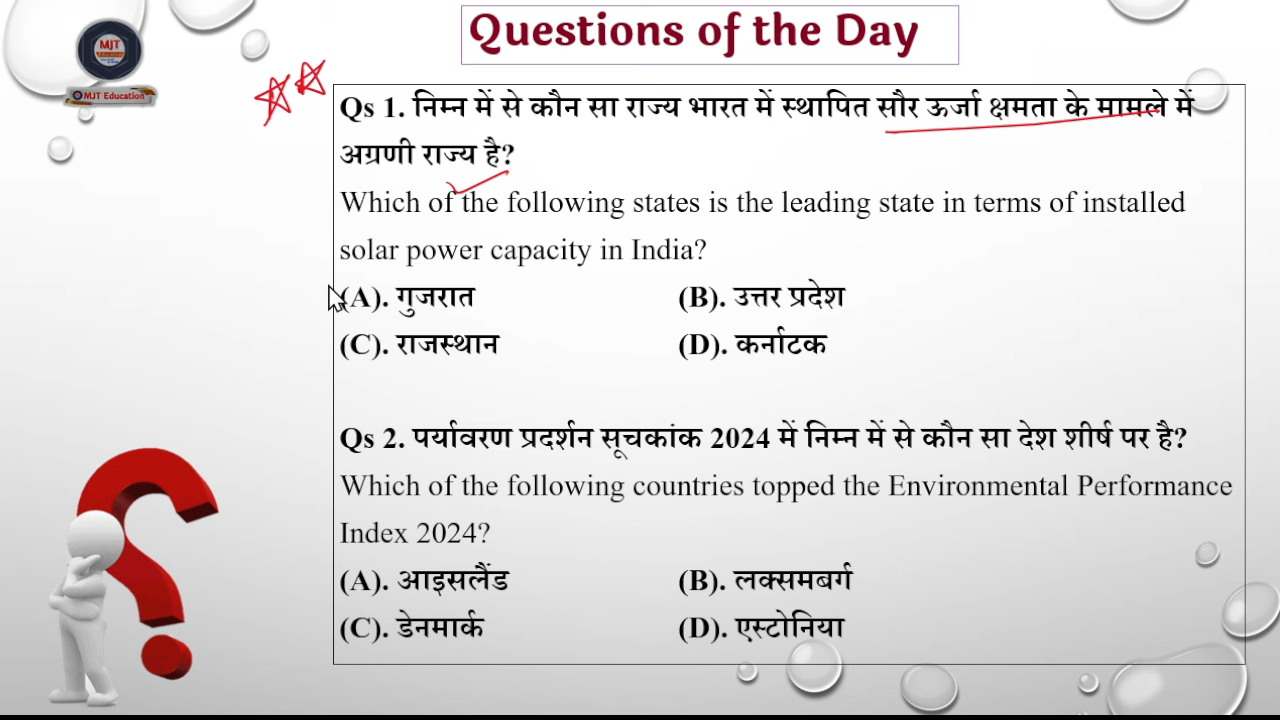 Questions of the Day
MJT
MJT Education
Qs 1. निम्न में से कौन सा राज्य भारत में स्थापित सौर ऊर्जा क्षमता के मामले में
अग्रणी राज्य है?
Which of the following states is the leading state in terms of installed
solar power capacity in India?
(A). गुजरात (B). उत्तर प्रदेश
(C). राजस्थान (D). कर्नाटक
Qs 2. पर्यावरण प्रदर्शन सूचकांक 2024 में निम्न में से कौन सा देश शीर्ष पर है?
Which of the following countries topped the Environmental Performance
Index 2024?
(A). आइसलैंड (B). लक्समबर्ग
(C). डेनमार्क (D). एस्टोनिया